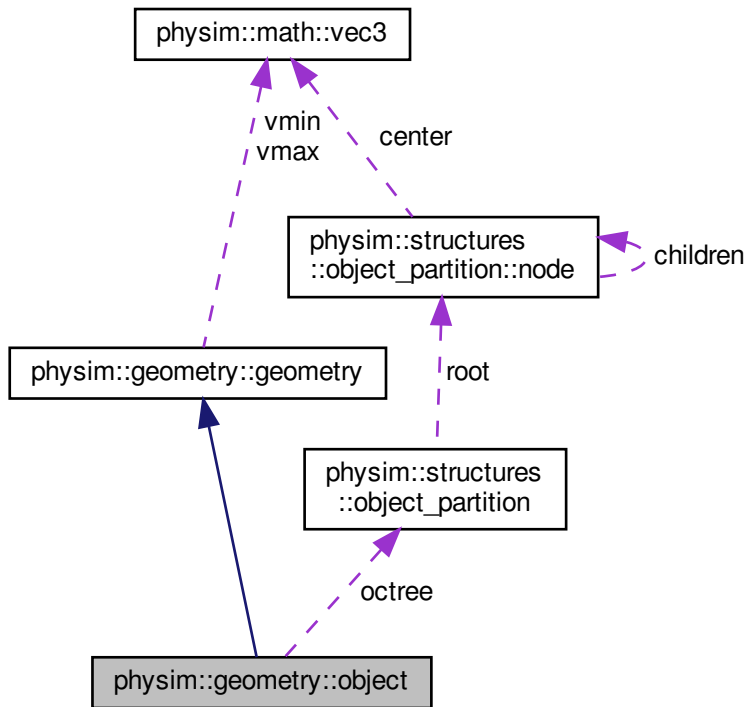 physim::math::vec3
vmin
vmax
center
physim::structures
::object_partition::node
children
physim::geometry::geometry
root
physim::structures
::object_partition
octree
physim::geometry::object